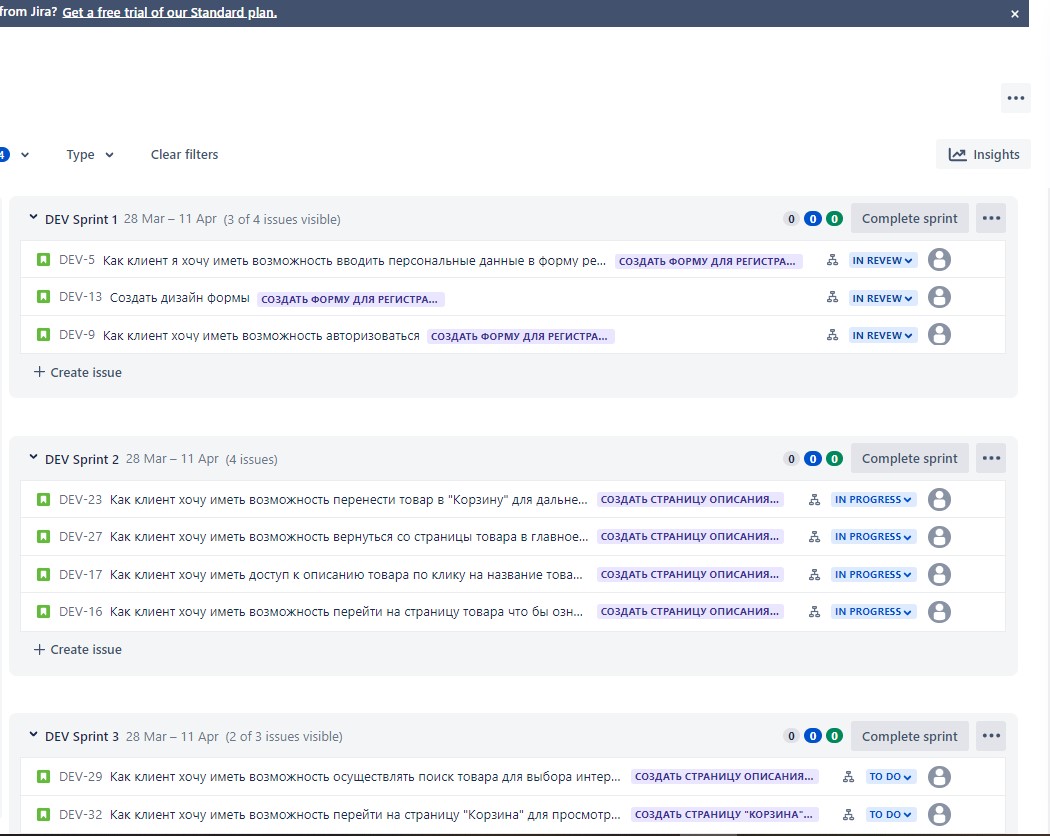 from Jira? Get a free trial of our Standard plan.
4 Type Clear filters Insights
DEV Sprint 1 28 Mar – 11 Apr (3 of 4 issues visible) 0 0 0 Complete sprint
DEV-5 Как клиент я хочу иметь возможность вводить персональные данные в форму ре... СОЗДАТЬ ФОРМУ ДЛЯ РЕГИСТРА... IN REVEW
DEV-13 Создать дизайн формы СОЗДАТЬ ФОРМУ ДЛЯ РЕГИСТРА... IN REVEW
DEV-9 Как клиент хочу иметь возможность авторизоваться СОЗДАТЬ ФОРМУ ДЛЯ РЕГИСТРА... IN REVEW
+ Create issue
DEV Sprint 2 28 Mar – 11 Apr (4 issues) 0 0 0 Complete sprint
DEV-23 Как клиент хочу иметь возможность перенести товар в "Корзину" для дальне... СОЗДАТЬ СТРАНИЦУ ОПИСАНИЯ... IN PROGRESS
DEV-27 Как клиент хочу иметь возможность вернуться со страницы товара в главное... СОЗДАТЬ СТРАНИЦУ ОПИСАНИЯ... IN PROGRESS
DEV-17 Как клиент хочу иметь доступ к описанию товара по клику на название това... СОЗДАТЬ СТРАНИЦУ ОПИСАНИЯ... IN PROGRESS
DEV-16 Как клиент хочу иметь возможность перейти на страницу товара что бы озн... СОЗДАТЬ СТРАНИЦУ ОПИСАНИЯ... IN PROGRESS
+ Create issue
DEV Sprint 3 28 Mar – 11 Apr (2 of 3 issues visible) 0 0 0 Complete sprint
DEV-29 Как клиент хочу иметь возможность осуществлять поиск товара для выбора интер... СОЗДАТЬ СТРАНИЦУ ОПИСАНИЯ... TO DO
DEV-32 Как клиент хочу иметь возможность перейти на страницу "Корзина" для просмотр... СОЗДАТЬ СТРАНИЦУ "КОРЗИНА"... TO DO